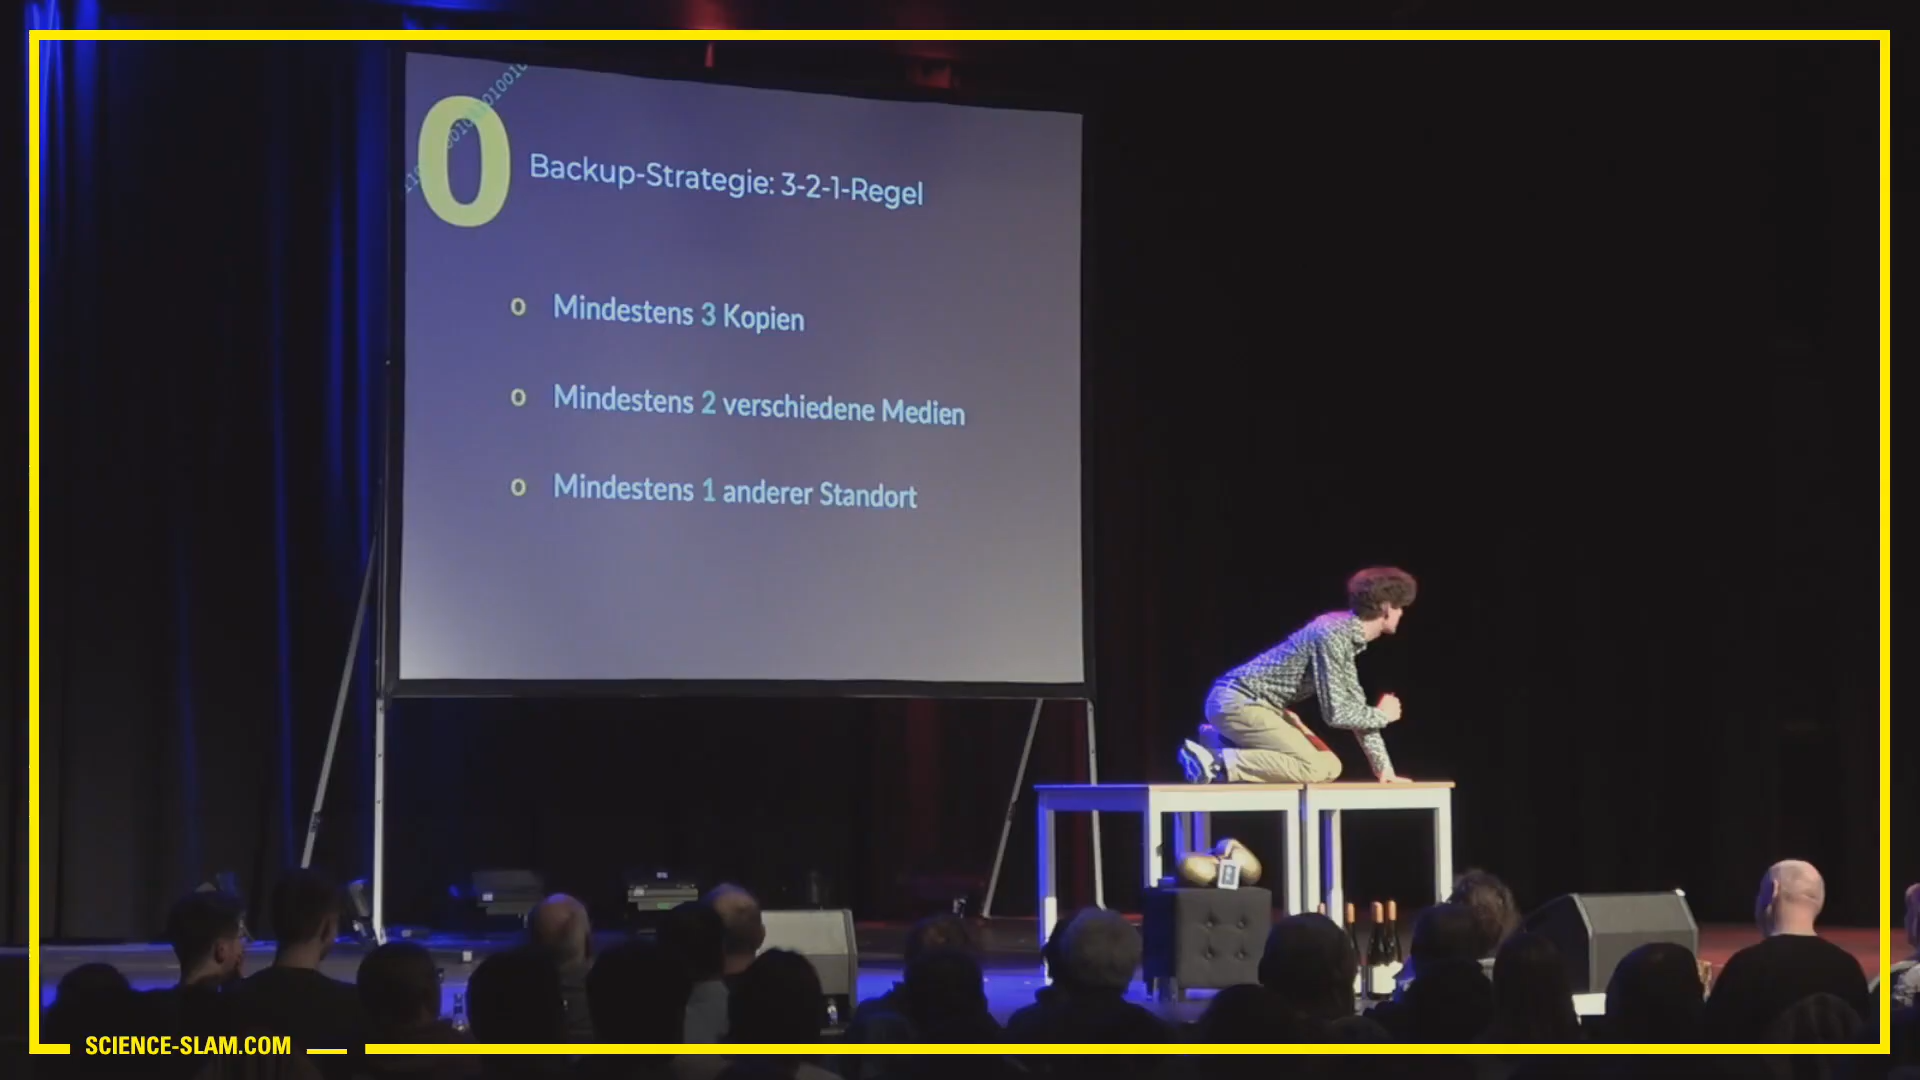 0
Backup-Strategie: 3-2-1-Regel
o Mindestens 3 Kopien
o Mindestens 2 verschiedene Medien
o Mindestens 1 anderer Standort
SCIENCE-SLAM.COM